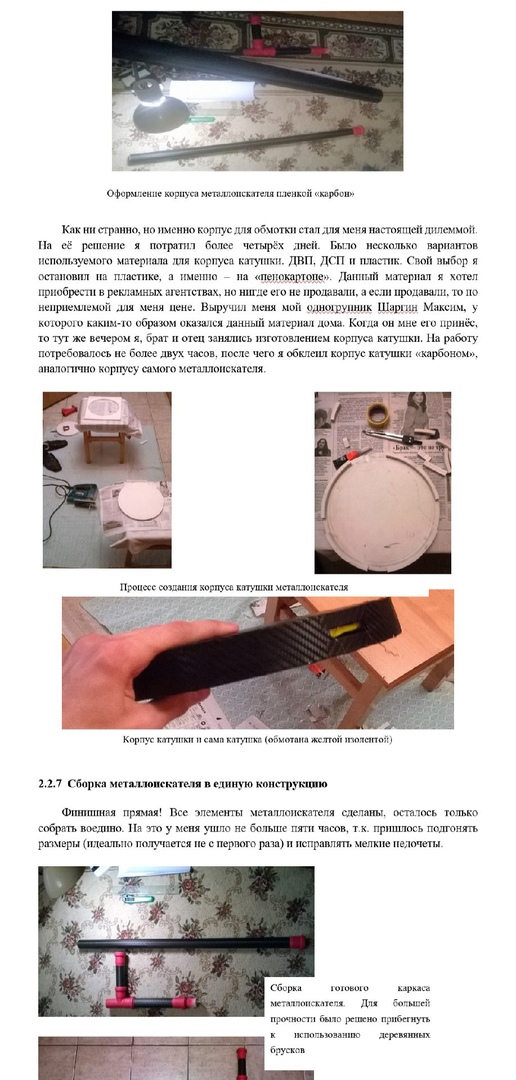 Оформление корпуса металлоискателя пленкой «карбон»
Как ни странно, но именно корпус для обмотки стал для меня настоящей дилеммой.
На её решение я потратил более четырёх дней. Было несколько вариантов
используемого материала для корпуса катушки. ДВП, ДСП и пластик. Свой выбор я
остановил на пластике, а именно – на «пенокартоне». Данный материал я хотел
приобрести в рекламных агентствах, но нигде его не продавали, а если продавали, то по
неприемлемой для меня цене. Выручил меня мой одногрупник Шаргин Максим, у
которого каким-то образом оказался данный материал дома. Когда он мне его принёс,
то тут же вечером я, брат и отец занялись изготовлением корпуса катушки. На работу
потребовалось не более двух часов, после чего я обклеил корпус катушки «карбоном»,
аналогично корпусу самого металлоискателя.
Процесс создания корпуса катушки металлоискателя
Корпус катушки и сама катушка (обмотана желтой изолентой)
2.2.7 Сборка металлоискателя в единую конструкцию
Финишная прямая! Все элементы металлоискателя сделаны, осталось только
собрать воедино. На это у меня ушло не больше пяти часов, т.к. пришлось подгонять
размеры (идеально получается не с первого раза) и исправлять мелкие недочеты.
Сборка готового каркаса
металлоискателя. Для большей
прочности было решено прибегнуть
к использованию деревянных
брусков